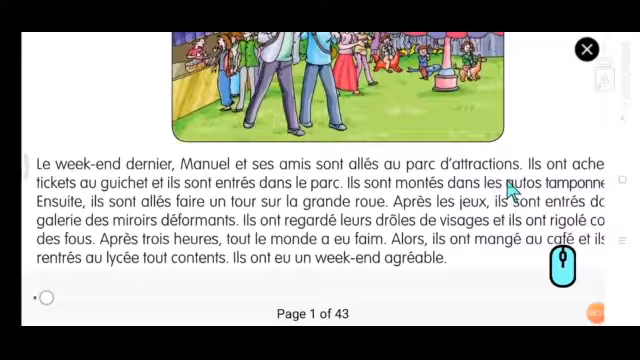 Le week-end dernier, Manuel et ses amis sont allés au parc d'attractions. Ils ont
tickets au guichet et ils sont entrés dans le parc. Ils sont montés dans les autos
Ensuite, ils sont allés faire un tour sur la grande roue. Après les jeux, ils sont entrés
galerie des miroirs déformants. Ils ont regardé leurs drôles de visages et ils ont rigolé
des fous. Après trois heures, tout le monde a eu faim. Alors, ils ont mangé au café et
rentrés au lycée tout contents. Ils ont eu un week-end agréable.
Page 1 of 43